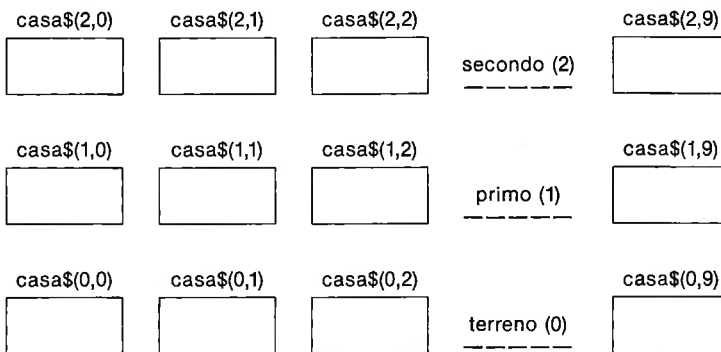 casa$(2,0) casa$(2,1) casa$(2,2) casa$(2,9)
secondo (2)
casa$(1,0) casa$(1,1) casa$(1,2) casa$(1,9)
primo (1)
casa$(0,0) casa$(0,1) casa$(0,2) casa$(0,9)
terreno (0)